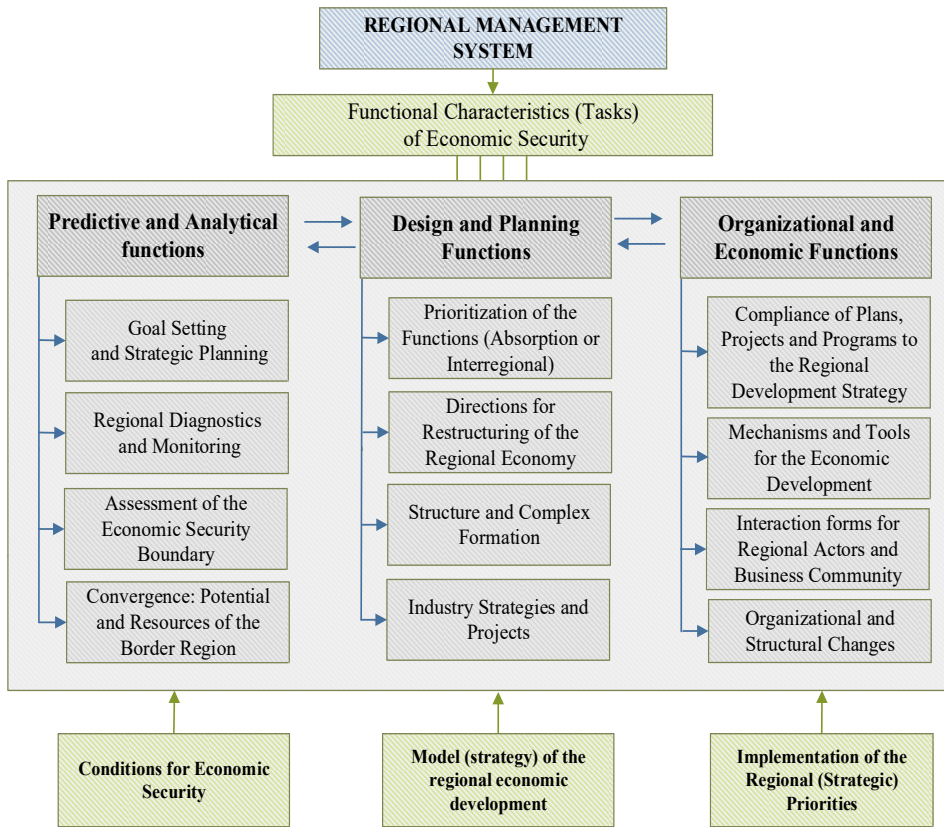 REGIONAL MANAGEMENT
SYSTEM
Functional Characteristics (Tasks)
of Economic Security
Predictive and Analytical
functions
Goal Setting
and Strategic Planning
Regional Diagnostics
and Monitoring
Assessment of the
Economic Security
Boundary
Convergence: Potential
and Resources of the
Border Region
Design and Planning
Functions
Prioritization of the
Functions (Absorption or
Interregional)
Directions for
Restructuring of the
Regional Economy
Structure and Complex
Formation
Industry Strategies and
Projects
Organizational and
Economic Functions
Compliance of Plans,
Projects and Programs to
the Regional
Development Strategy
Mechanisms and Tools
for the Economic
Development
Interaction forms for
Regional Actors and
Business Community
Organizational and
Structural Changes
Conditions for Economic
Security
Model (strategy) of the
regional economic
development
Implementation of the
Regional (Strategic)
Priorities